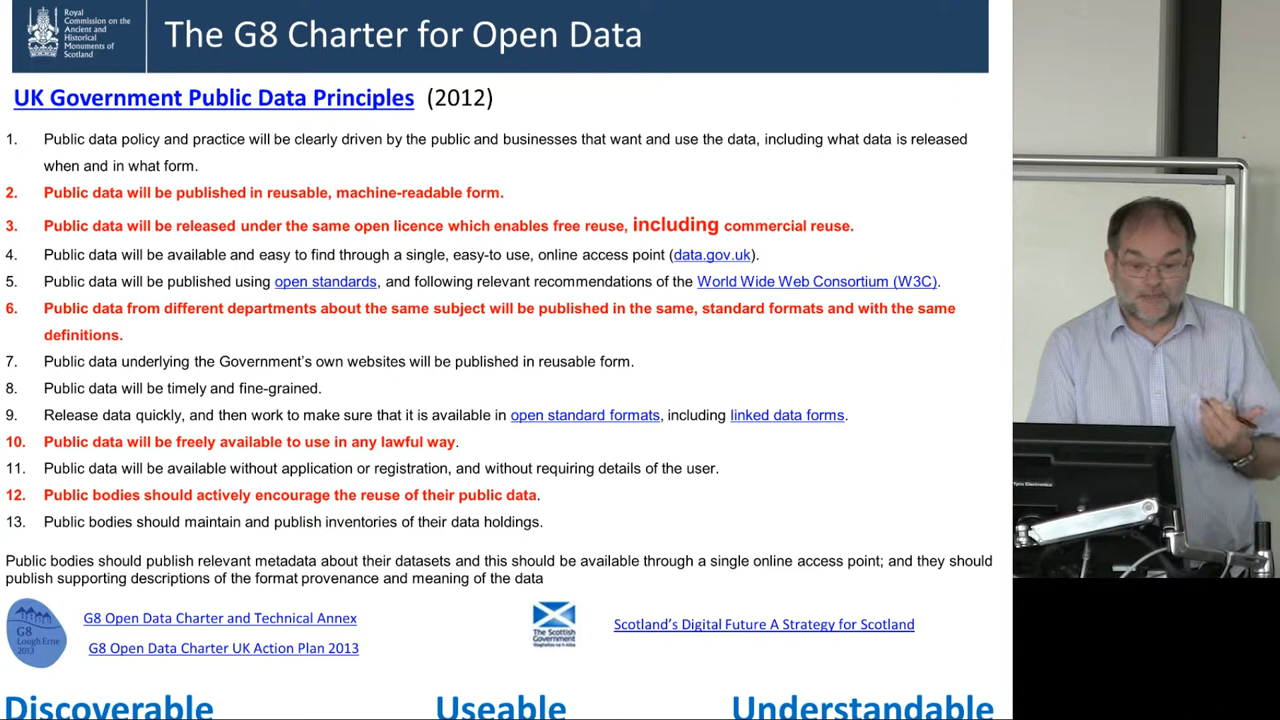 Royal
Commission on the
Ancient and
Historical
Monuments of
Scotland
The G8 Charter for Open Data
UK Government Public Data Principles (2012)
1. Public data policy and practice will be clearly driven by the public and businesses that want and use the data, including what data is released
when and in what form.
2. Public data will be published in reusable, machine-readable form.
3. Public data will be released under the same open licence which enables free reuse, including commercial reuse.
4. Public data will be available and easy to find through a single, easy-to use, online access point (data.gov.uk).
5. Public data will be published using open standards, and following relevant recommendations of the World Wide Web Consortium (W3C).
6. Public data from different departments about the same subject will be published in the same, standard formats and with the same
definitions.
7. Public data underlying the Government's own websites will be published in reusable form.
8. Public data will be timely and fine-grained.
9. Release data quickly, and then work to make sure that it is available in open standard formats, including linked data forms.
10. Public data will be freely available to use in any lawful way.
11. Public data will be available without application or registration, and without requiring details of the user.
12. Public bodies should actively encourage the reuse of their public data.
13. Public bodies should maintain and publish inventories of their data holdings.
Public bodies should publish relevant metadata about their datasets and this should be available through a single online access point; and they should
publish supporting descriptions of the format provenance and meaning of the data
G8
Lough Erne
2013
G8 Open Data Charter and Technical Annex
G8 Open Data Charter UK Action Plan 2013
The Scottish
Government
Scotland's Digital Future A Strategy for Scotland
Discoverable Useable Understandable
Tyco Electronics